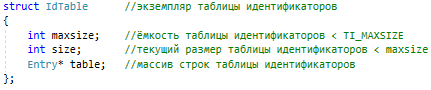 struct IdTable //экземпляр таблицы идентификаторов
{
int maxsize; //ёмкость таблицы идентификаторов < TI_MAXSIZE
int size; //текущий размер таблицы идентификаторов < maxsize
Entry* table; //массив строк таблицы идентификаторов
};